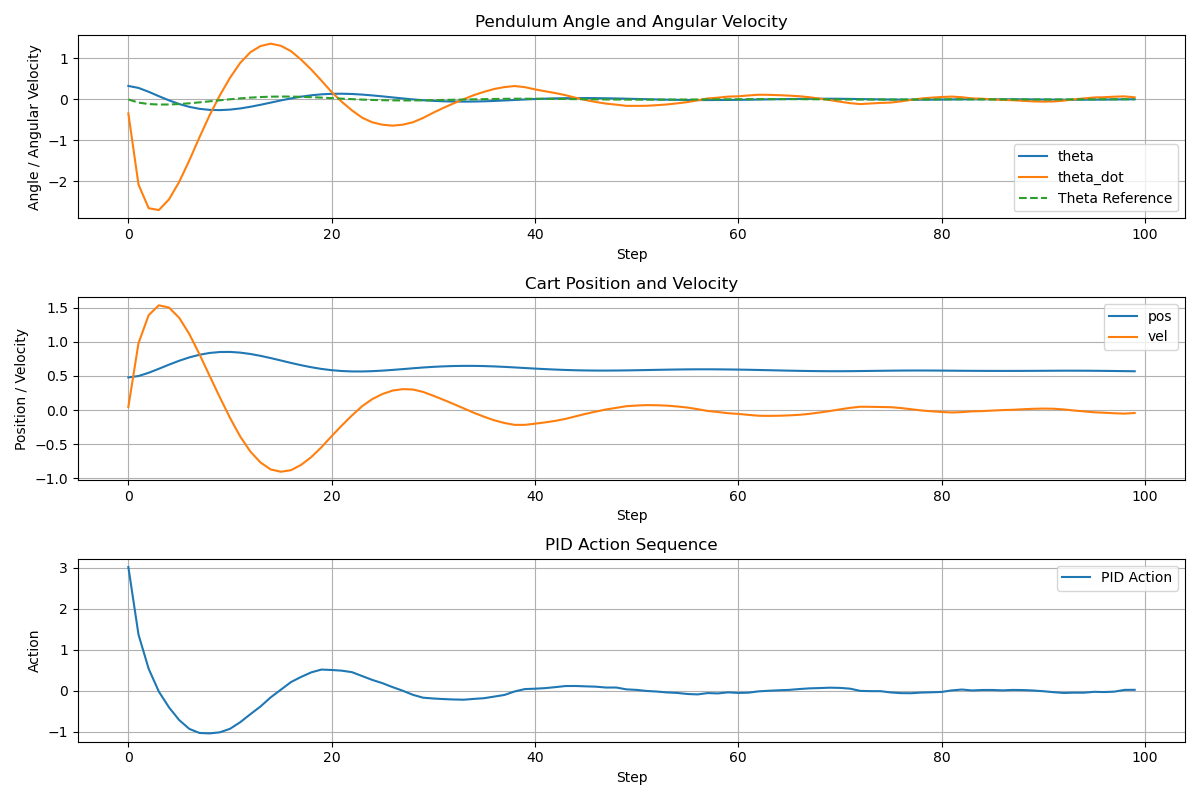 Pendulum Angle and Angular Velocity
Angle / Angular Velocity
1
0
−1
−2
theta
theta_dot
Theta Reference
0 20 40 60 80 100
Step
Cart Position and Velocity
Position / Velocity
1.5
1.0
0.5
0.0
−0.5
−1.0
pos
vel
0 20 40 60 80 100
Step
PID Action Sequence
Action
3
2
1
0
−1
PID Action
0 20 40 60 80 100
Step